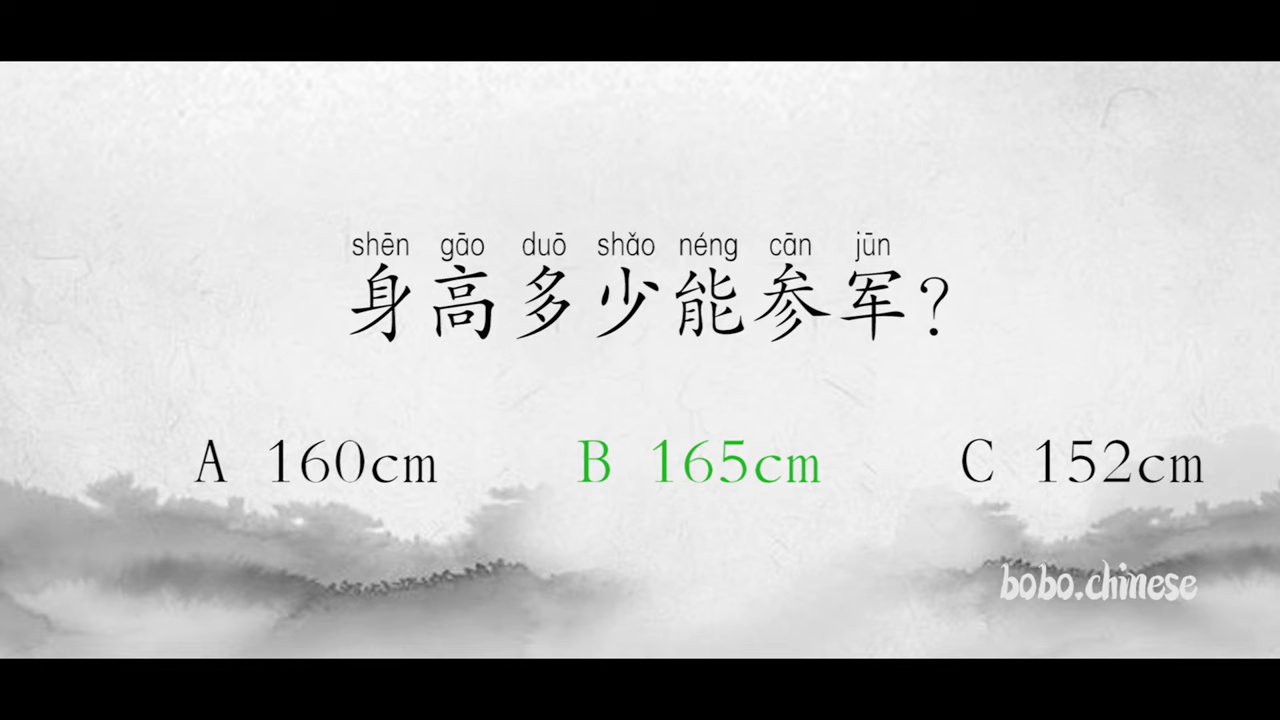 shēn gāo duō shǎo néng cān jūn
身高多少能参军?
A 160cm B 165cm C 152cm
bobo.chinese